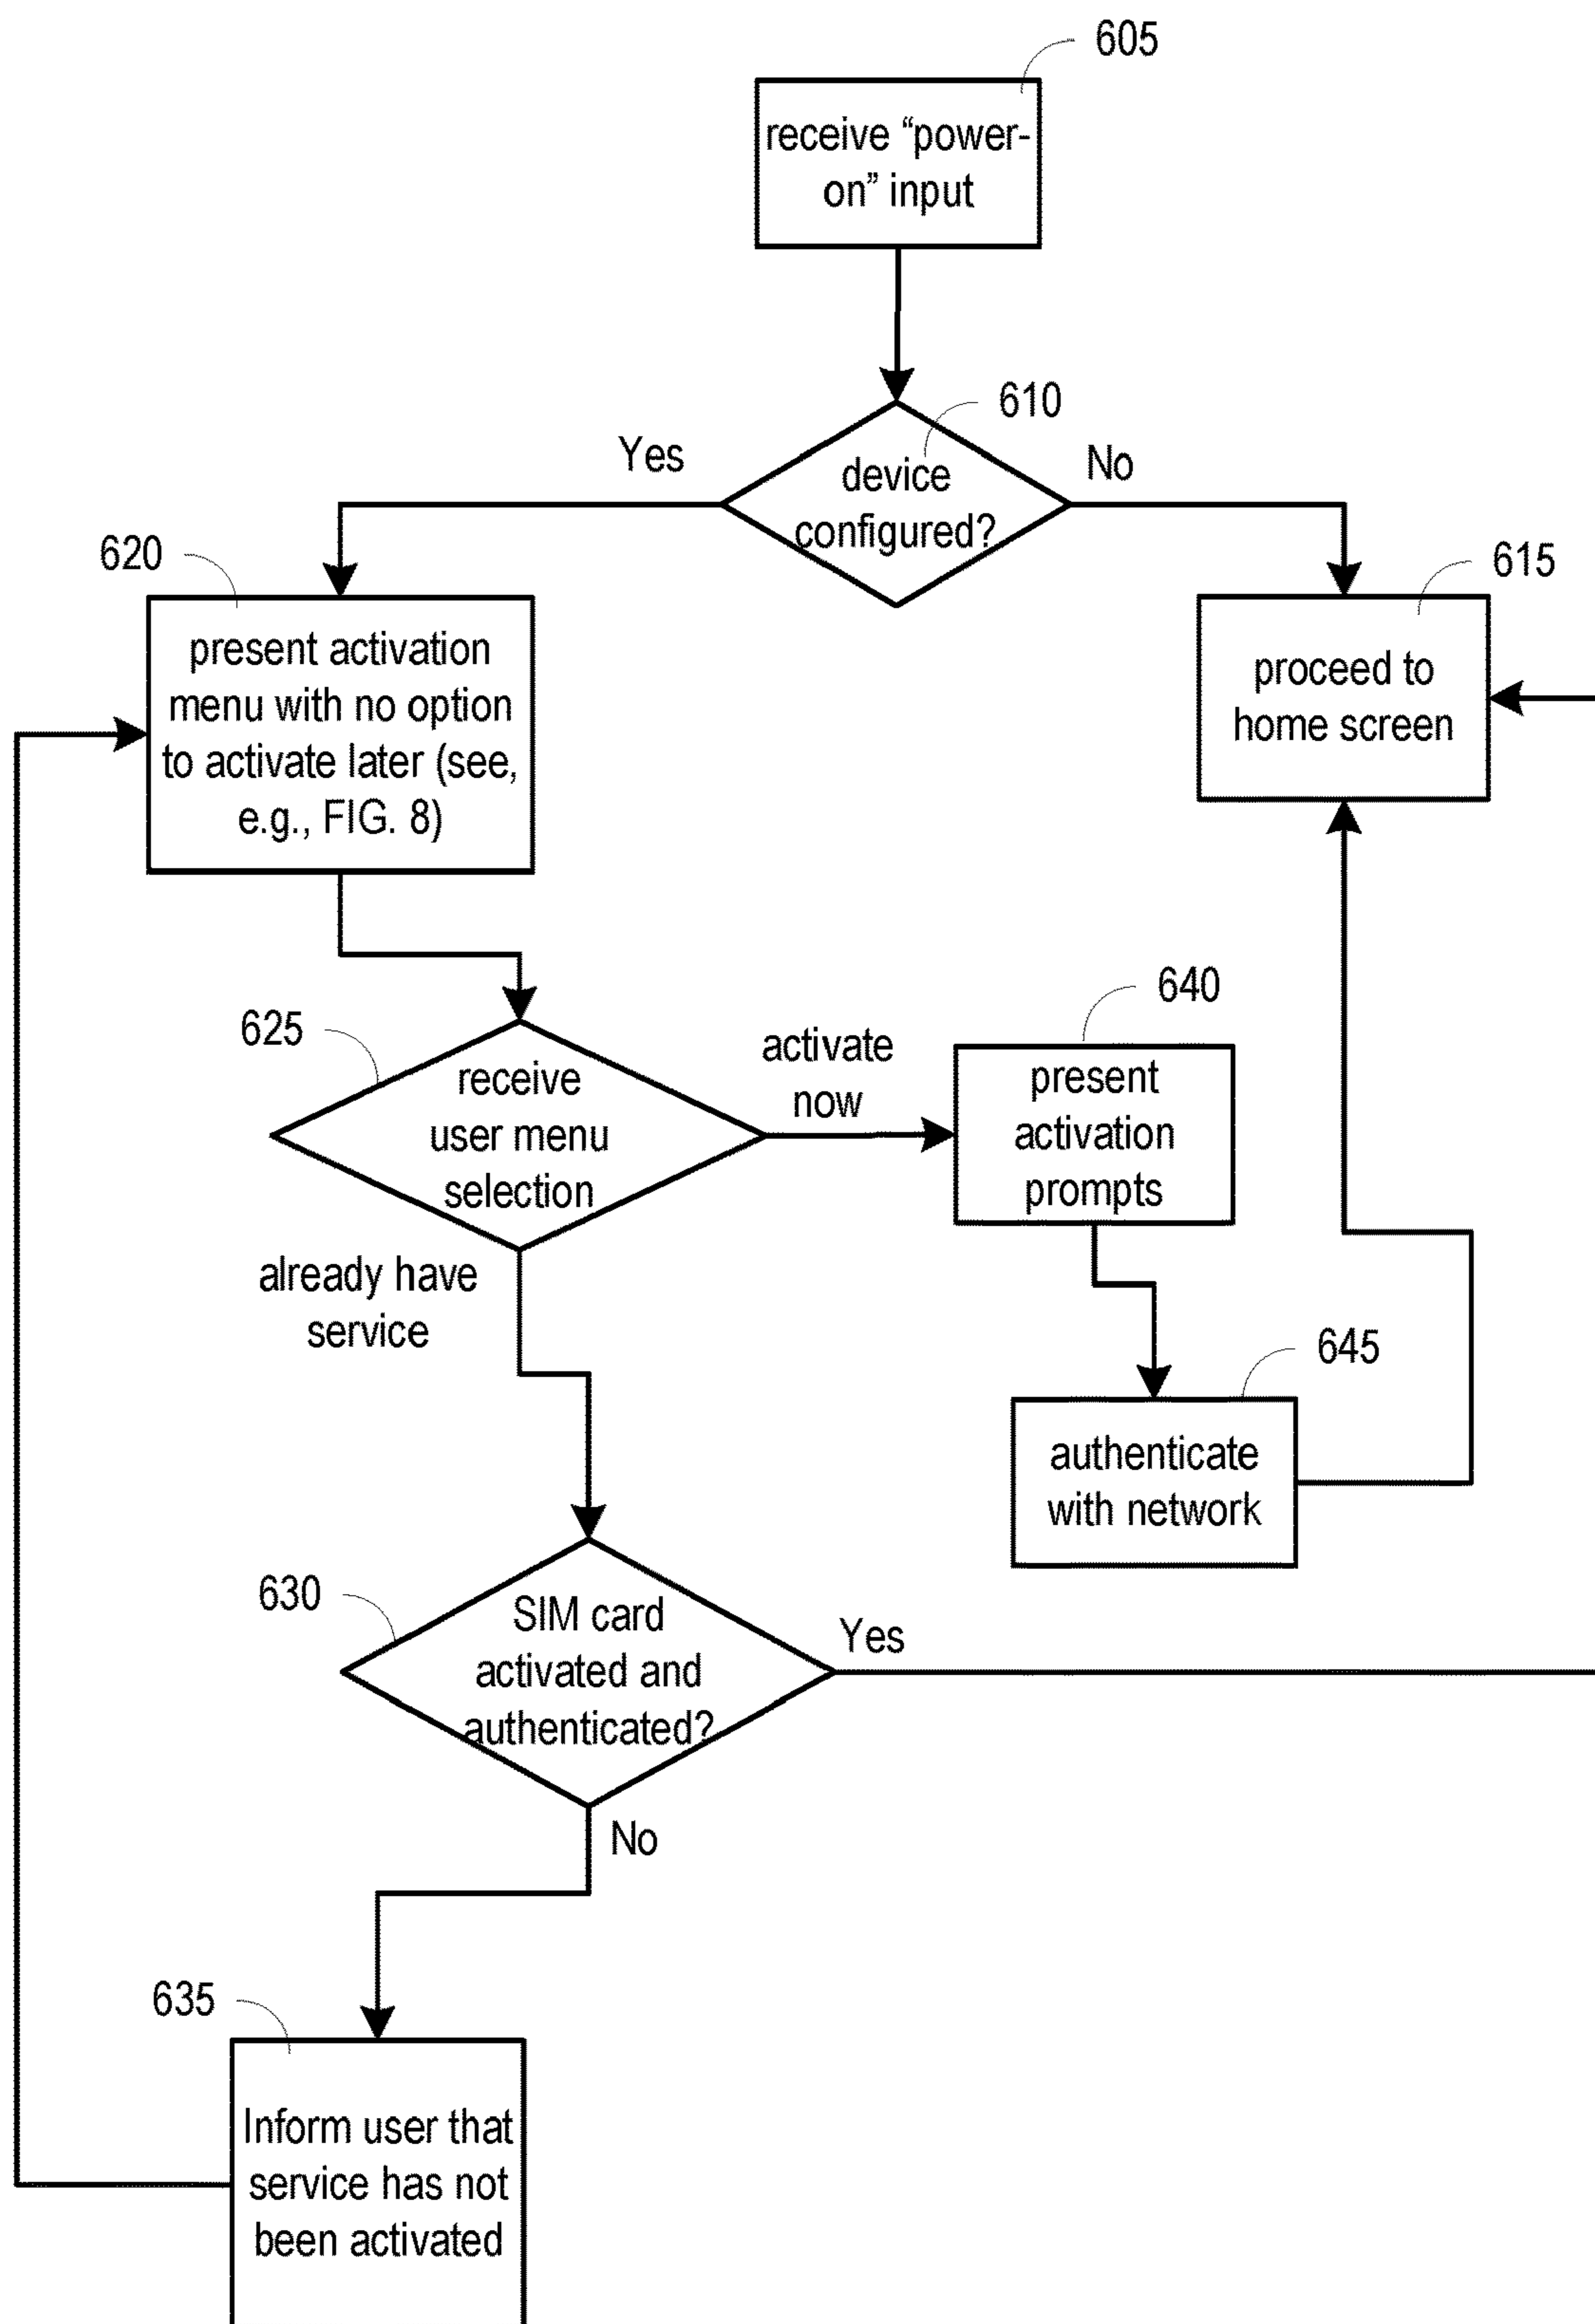 605
receive “power-
on” input
610
Yes
No
device
configured?
620
615
present activation
menu with no option
to activate later (see,
e.g., FIG. 8)
proceed to
home screen
625
receive
user menu
selection
activate
now
640
present
activation
prompts
already have
service
645
authenticate
with network
630
SIM card
activated and
authenticated?
Yes
No
635
Inform user that
service has not
been activated